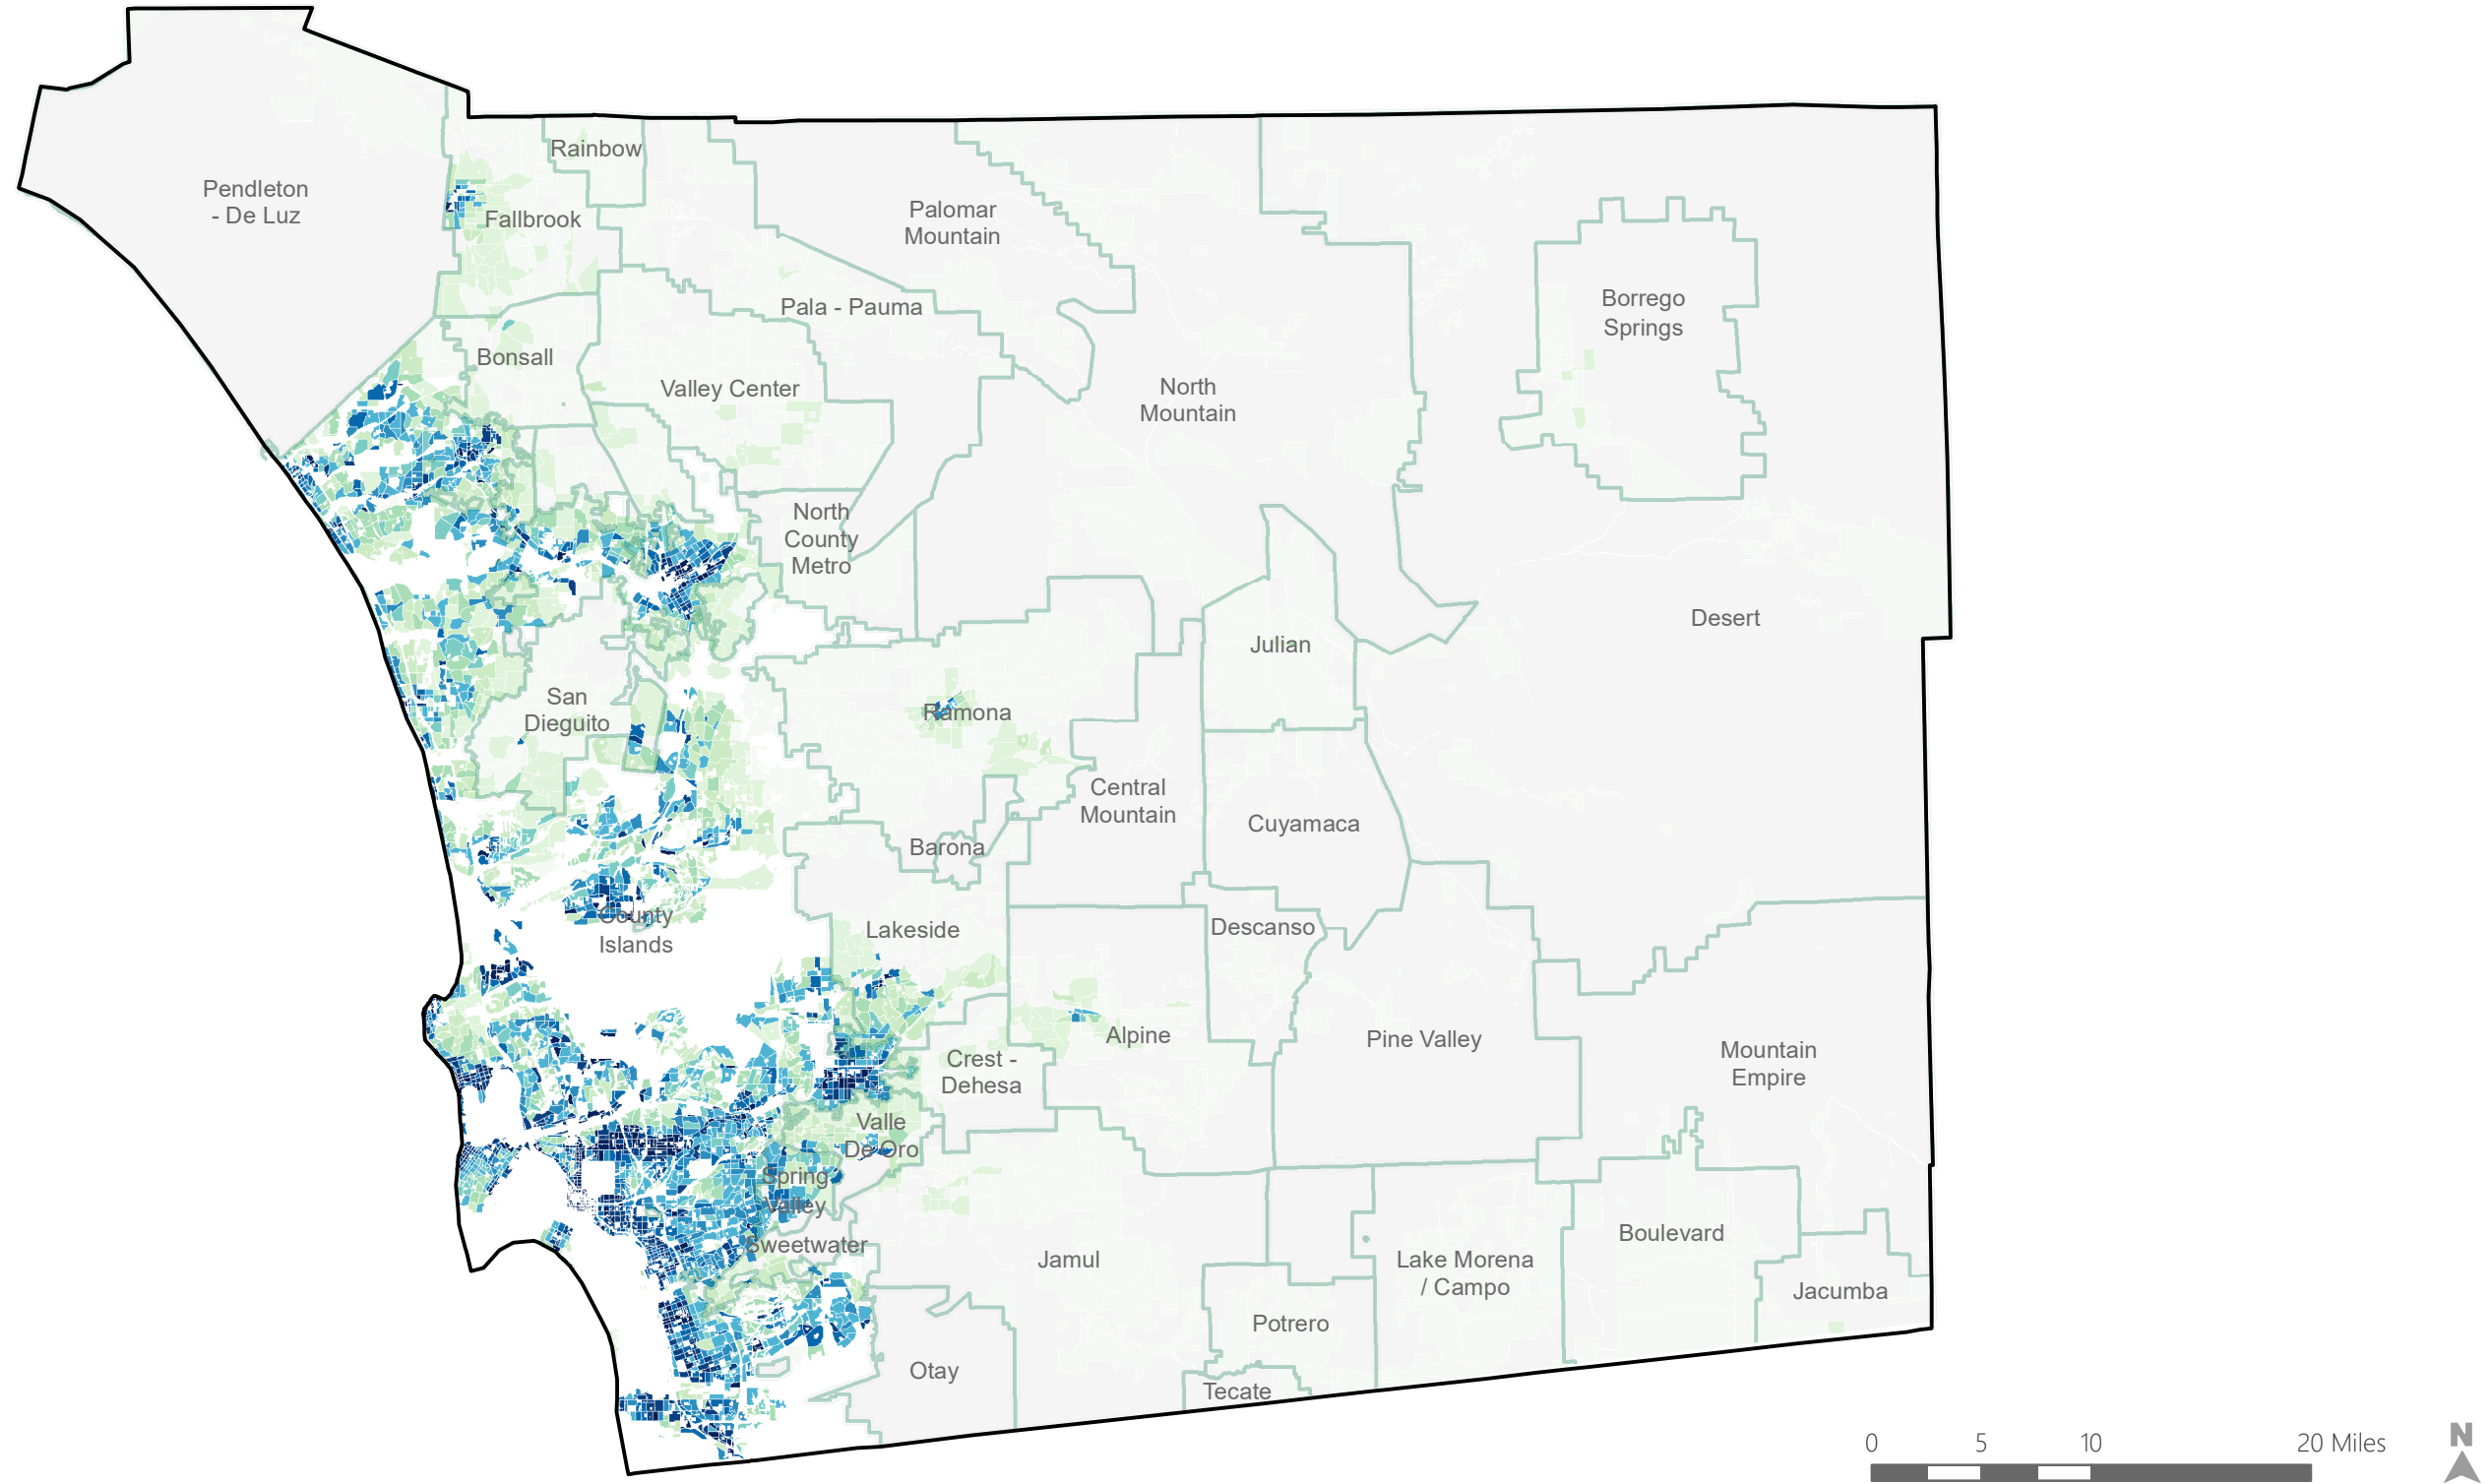 Rainbow
Pendleton
- De Luz
Fallbrook
Palomar
Mountain
Borrego
Springs
Pala - Pauma
Bonsall
Valley Center
North
Mountain
North
County
Metro
Desert
Julian
San
Dieguito
Ramona
Central
Mountain
Cuyamaca
Barona
County
Islands
Lakeside
Descanso
Alpine
Pine Valley
Crest -
Dehesa
Mountain
Empire
Valle
De Oro
Spring
Valley
Sweetwater
Jamul
Lake Morena
/ Campo
Boulevard
Jacumba
Potrero
Otay
Tecate
0 5 10 20 Miles
N